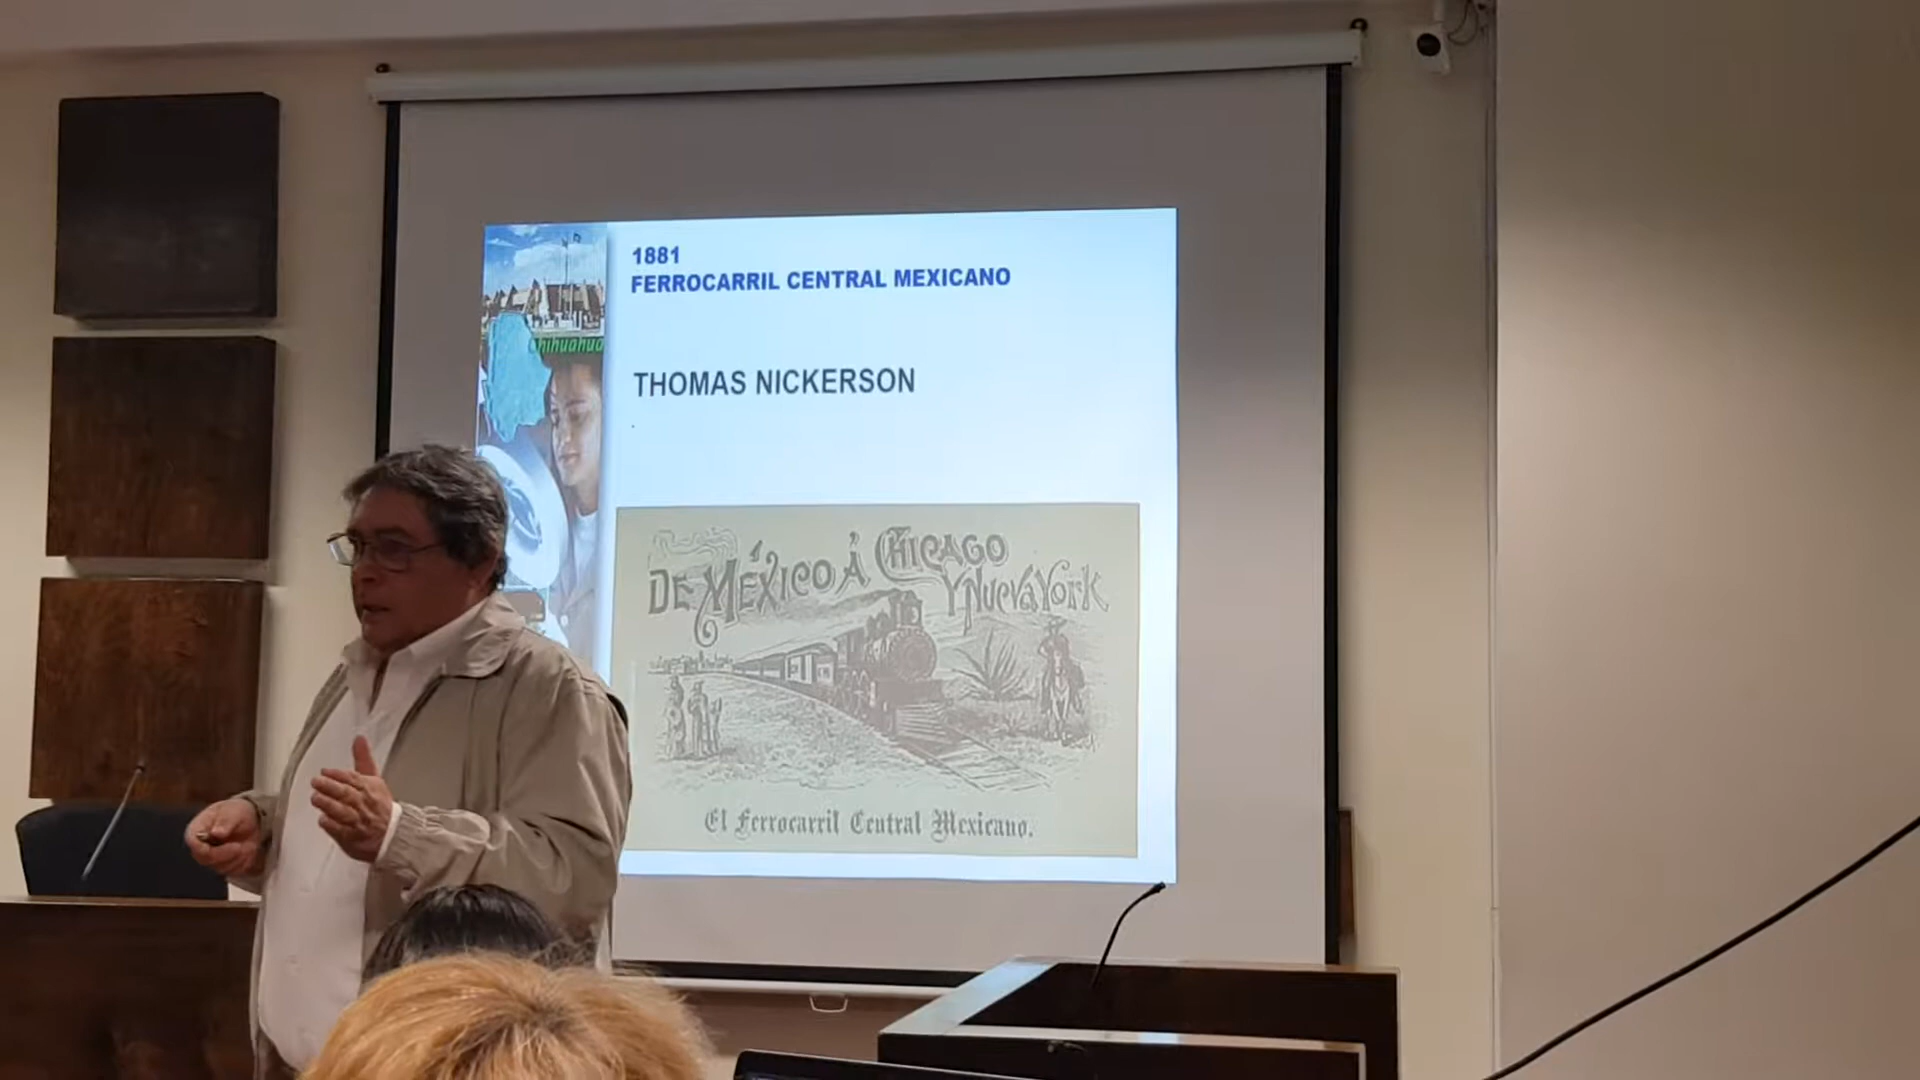 1881
FERROCARRIL CENTRAL MEXICANO
Chihuahua
THOMAS NICKERSON
DE MÉXICO Á CHICAGO
Y NUEVA YORK
El Ferrocarril Central Mexicano.